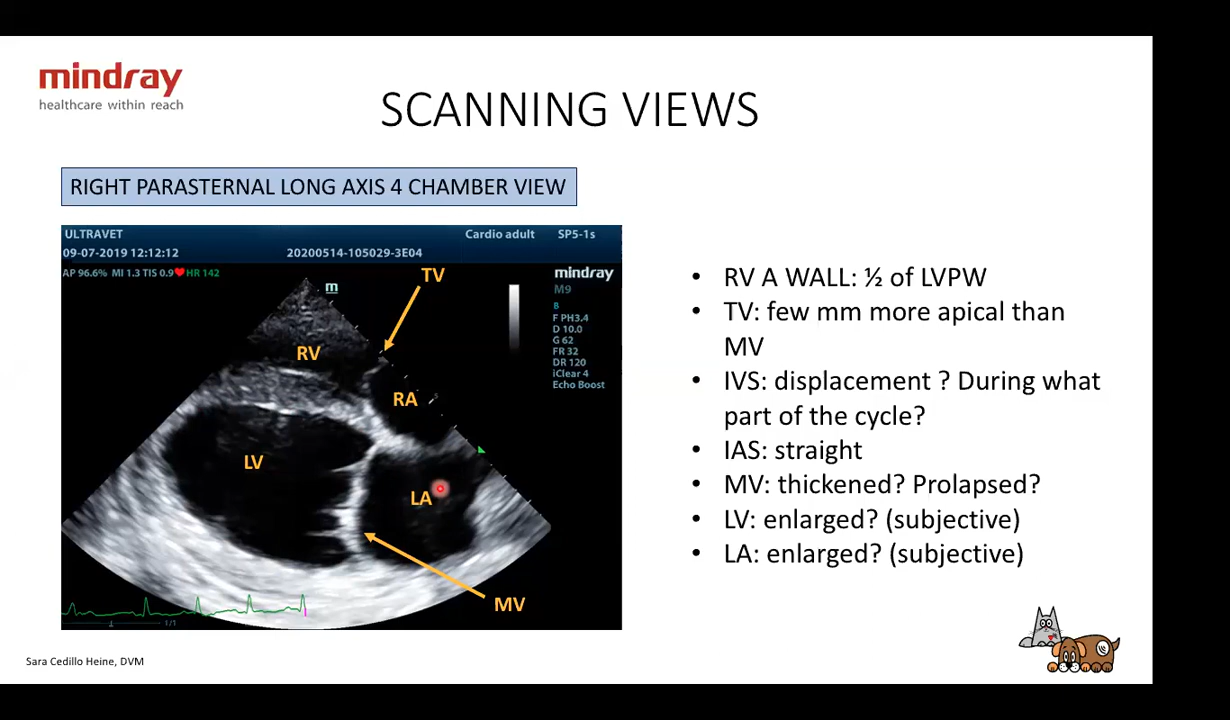 mindray
healthcare within reach
SCANNING VIEWS
RIGHT PARASTERNAL LONG AXIS 4 CHAMBER VIEW
ULTRAVET
Cardio adult
SP5-1s
09-07-2019 12:12:12
20200514-105029-3E04
AP 96.6% MI 1.3 TIS 0.9 HR 142
TV
mindray
m
M9
B
F PH3.4
D 10.0
G 62
FR 32
DR 120
iClear 4
Echo Boost
RV
RA
LV
LA
MV
1/1
RV A WALL: ½ of LVPW
TV: few mm more apical than
MV
IVS: displacement ? During what
part of the cycle?
IAS: straight
MV: thickened? Prolapsed?
LV: enlarged? (subjective)
LA: enlarged? (subjective)
Sara Cedillo Heine, DVM